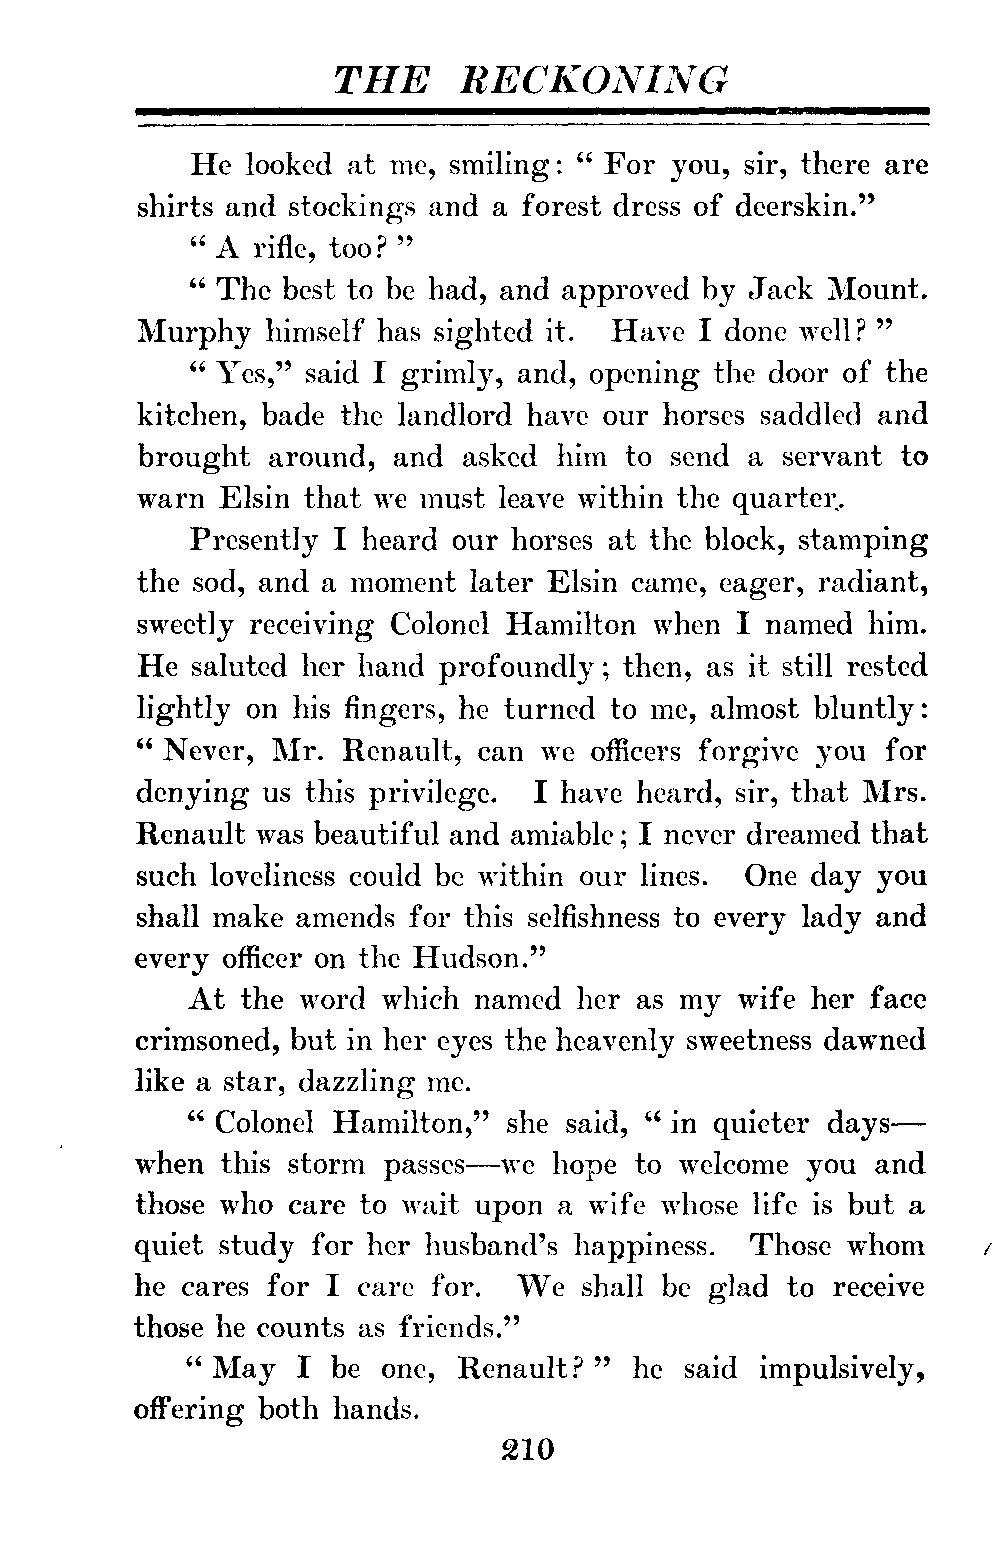 THE RECKONING
He looked at me, smiling: “ For you, sir, there are
shirts and stockings and a forest dress of deerskin.”
“ A rifle, too? ”
“ The best to be had, and approved by Jack Mount.
Murphy himself has sighted it. Have I done well? ”
“ Yes,” said I grimly, and, opening the door of the
kitchen, bade the landlord have our horses saddled and
brought around, and asked him to send a servant to
warn Elsin that we must leave within the quarter.
Presently I heard our horses at the block, stamping
the sod, and a moment later Elsin came, eager, radiant,
sweetly receiving Colonel Hamilton when I named him.
He saluted her hand profoundly; then, as it still rested
lightly on his fingers, he turned to me, almost bluntly:
“ Never, Mr. Renault, can we officers forgive you for
denying us this privilege. I have heard, sir, that Mrs.
Renault was beautiful and amiable; I never dreamed that
such loveliness could be within our lines. One day you
shall make amends for this selfishness to every lady and
every officer on the Hudson.”
At the word which named her as my wife her face
crimsoned, but in her eyes the heavenly sweetness dawned
like a star, dazzling me.
“ Colonel Hamilton,” she said, “ in quieter days—
when this storm passes—we hope to welcome you and
those who care to wait upon a wife whose life is but a
quiet study for her husband’s happiness. Those whom
he cares for I care for. We shall be glad to receive
those he counts as friends.”
“ May I be one, Renault? ” he said impulsively,
offering both hands.
210